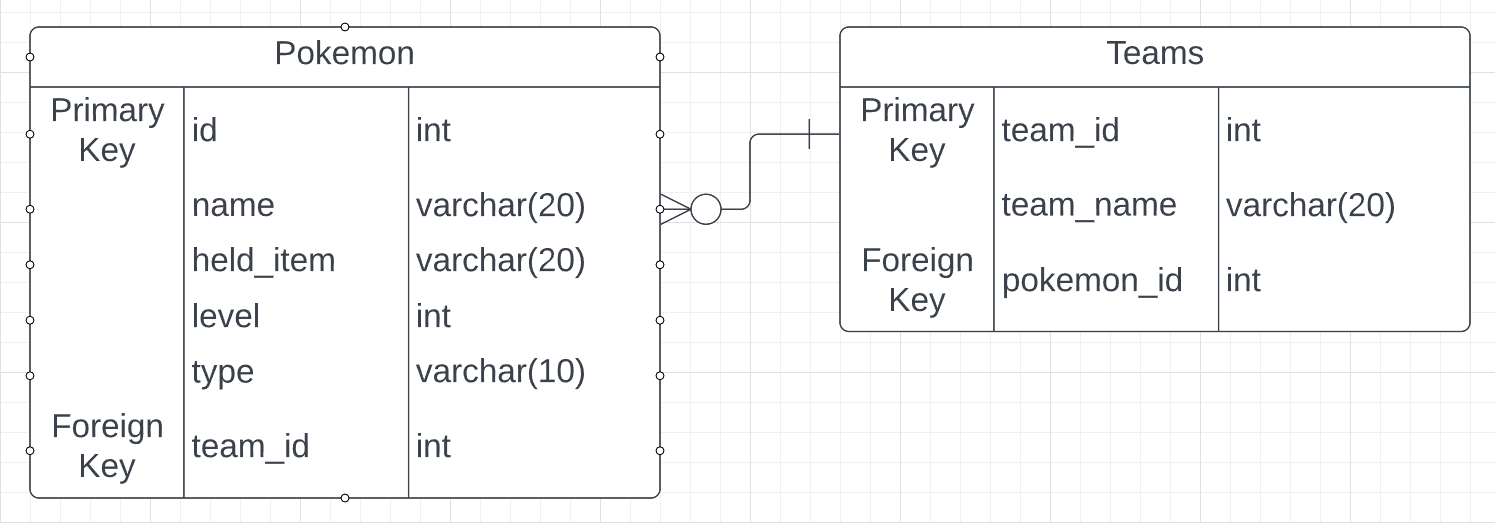 Pokemon
Primary
Key
id
int
name
varchar(20)
held_item
varchar(20)
level
int
type
varchar(10)
Foreign
Key
team_id
int
Teams
Primary
Key
team_id
int
team_name
varchar(20)
Foreign
Key
pokemon_id
int